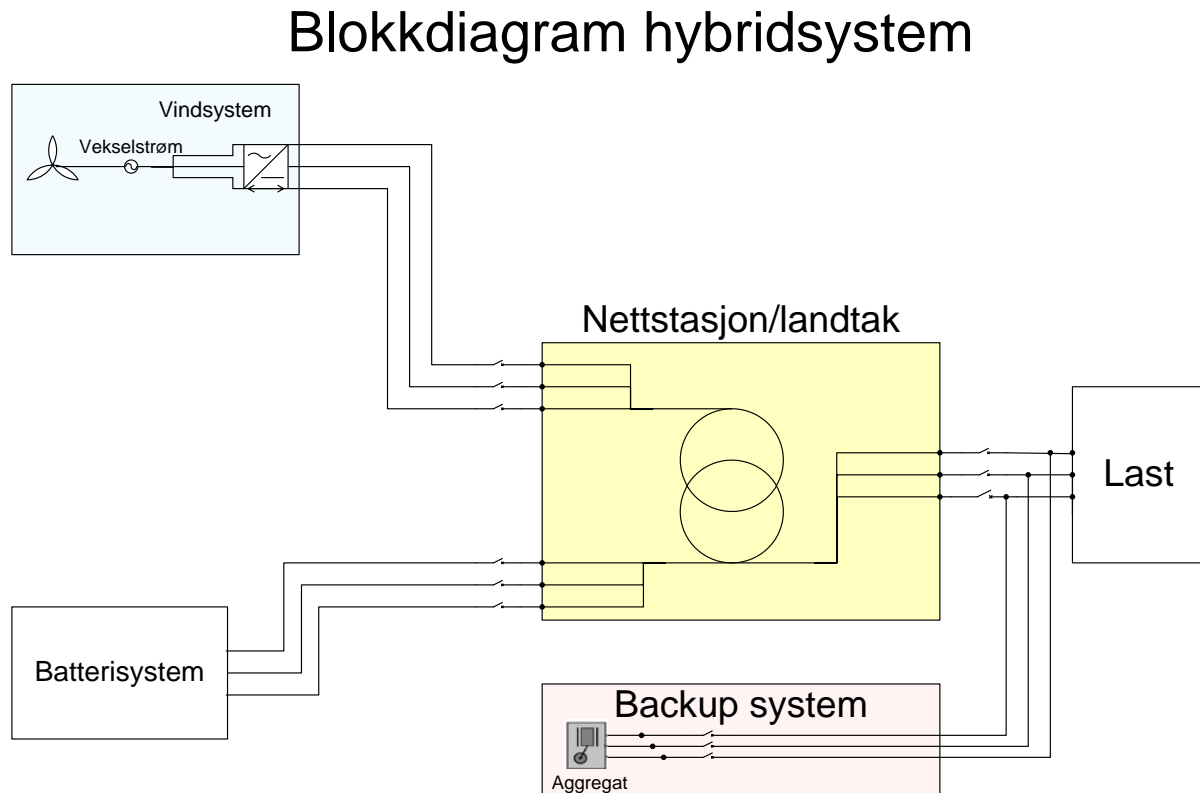 Blokkdiagram hybridsystem
Vindsystem
Vekselstrøm
Nettstasjon/landtak
Last
Batterisystem
Backup system
Aggregat